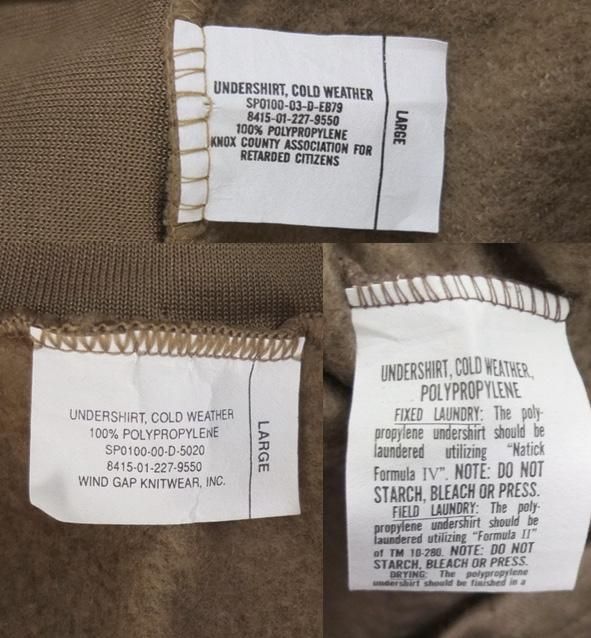 UNDERSHIRT, COLD WEATHER
SPO100-03-D-EB79
8415-01-227-9550
100% POLYPROPYLENE
KNOX COUNTY ASSOCIATION FOR
RETARDED CITIZENS
LARGE
UNDERSHIRT, COLD WEATHER
100% POLYPROPYLENE
SPO100-00-D-5020
8415-01-227-9550
WIND GAP KNITWEAR, INC.
LARGE
UNDERSHIRT, COLD WEATHER,
POLYPROPYLENE
FIXED LAUNDRY: The poly-
propylene undershirt should be
laundered utilizing "Natick
Formula IV". NOTE: DO NOT
STARCH, BLEACH OR PRESS.
FIELD LAUNDRY: The poly-
propylene undershirt should be
laundered utilizing "Formula II"
of TM 10-280. NOTE: DO NOT
STARCH, BLEACH OR PRESS.
DRYING: The polypropylene
undershirt should be finished in a